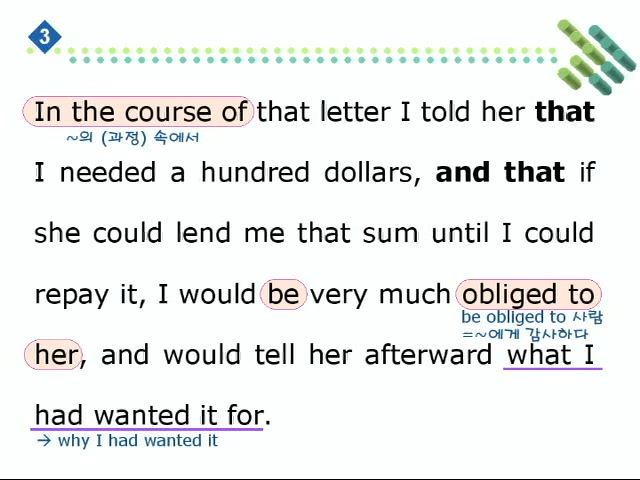 3
In the course of that letter I told her that
~의 (과정) 속에서
I needed a hundred dollars, and that if
she could lend me that sum until I could
repay it, I would be very much obliged to
be obliged to 사람
=~에게 감사하다
her, and would tell her afterward what I
had wanted it for.
→ why I had wanted it